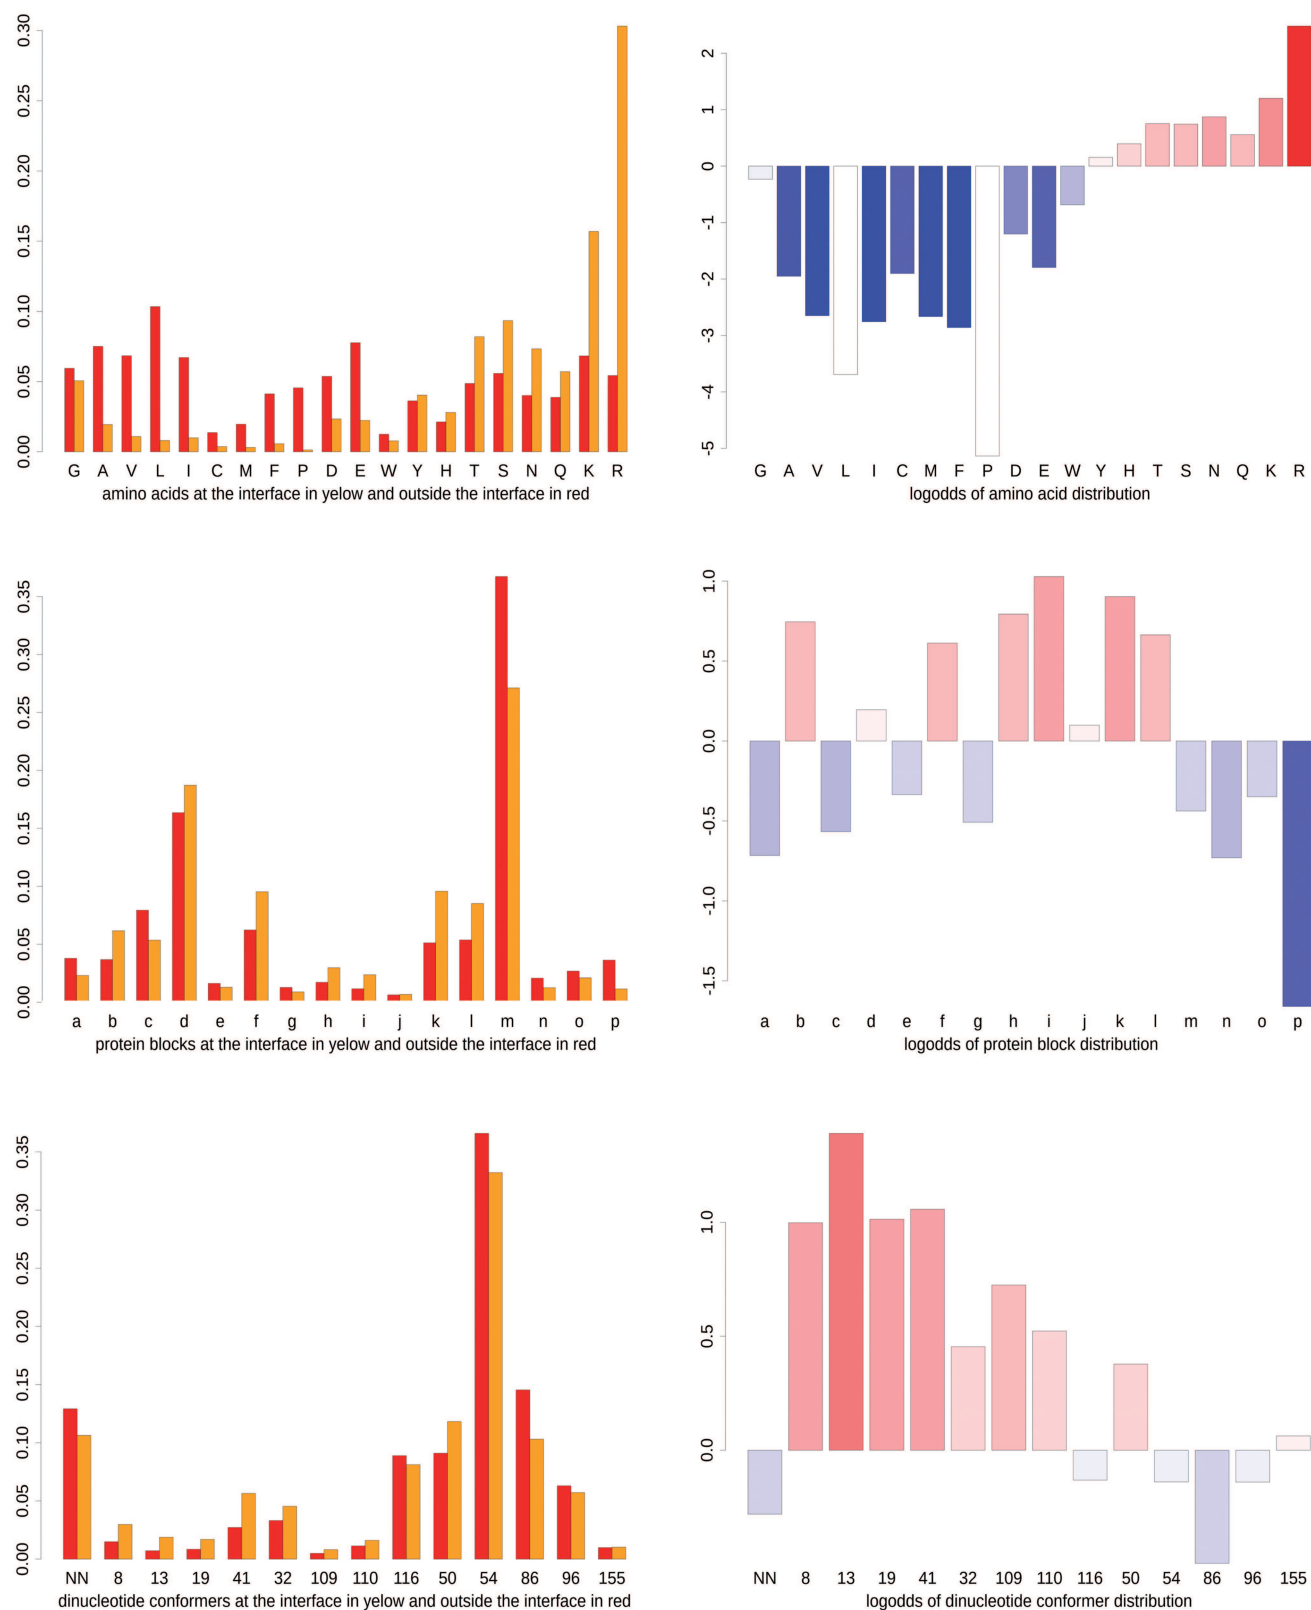 0.00 0.05 0.10 0.15 0.20 0.25 0.30
G A V L I C M F P D E W Y H T S N Q K R
amino acids at the interface in yelow and outside the interface in red
-5 -4 -3 -2 -1 0 1 2
G A V L I C M F P D E W Y H T S N Q K R
logodds of amino acid distribution
0.00 0.05 0.10 0.15 0.20 0.25 0.30 0.35
a b c d e f g h i j k l m n o p
protein blocks at the interface in yelow and outside the interface in red
-1.5 -1.0 -0.5 0.0 0.5 1.0
a b c d e f g h i j k l m n o p
logodds of protein block distribution
0.00 0.05 0.10 0.15 0.20 0.25 0.30 0.35
NN 8 13 19 41 32 109 110 116 50 54 86 96 155
dinucleotide conformers at the interface in yelow and outside the interface in red
0.0 0.5 1.0
NN 8 13 19 41 32 109 110 116 50 54 86 96 155
logodds of dinucleotide conformer distribution